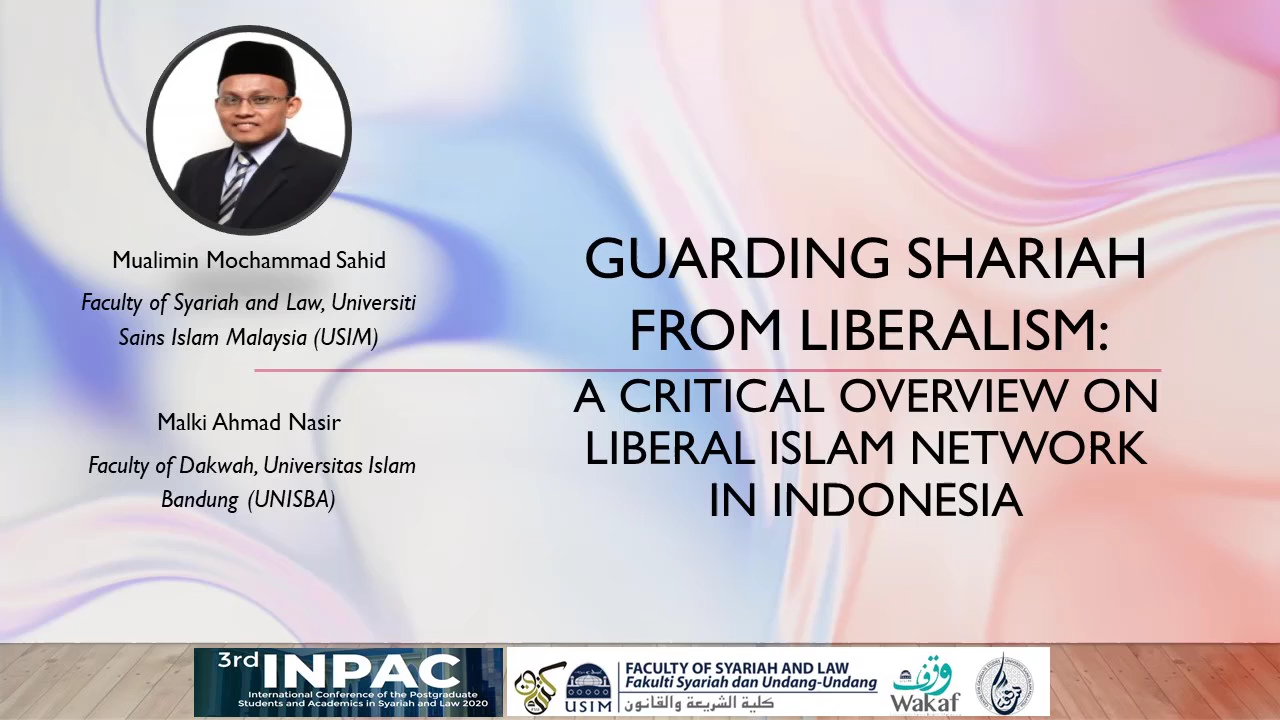 Mualimin Mochammad Sahid
Faculty of Syariah and Law, Universiti
Sains Islam Malaysia (USIM)
Malki Ahmad Nasir
Faculty of Dakwah, Universitas Islam
Bandung (UNISBA)
GUARDING SHARIAH
FROM LIBERALISM:
A CRITICAL OVERVIEW ON
LIBERAL ISLAM NETWORK
IN INDONESIA
3rd INPAC
International Conference of the Postgraduate
Students and Academics in Syariah and Law 2020
USIM
FACULTY OF SYARIAH AND LAW
Fakulti Syariah dan Undang-Undang
كلية الشريعة والقانون
وقف
Wakaf